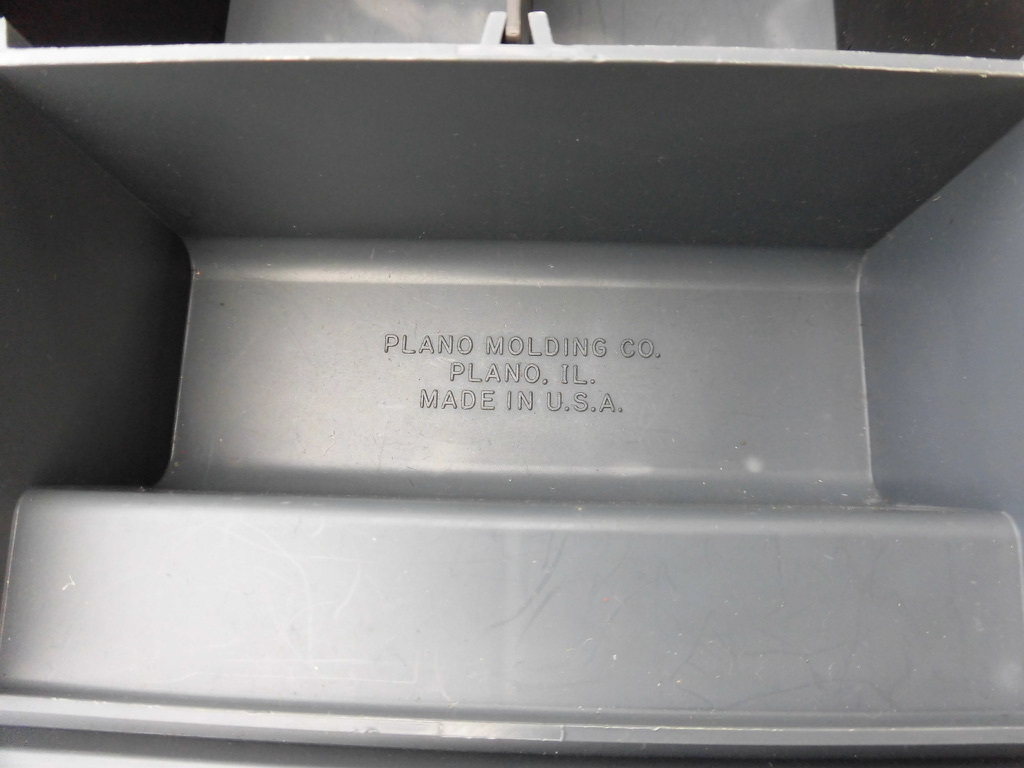 PLANO MOLDING CO.
PLANO, IL.
MADE IN U.S.A.